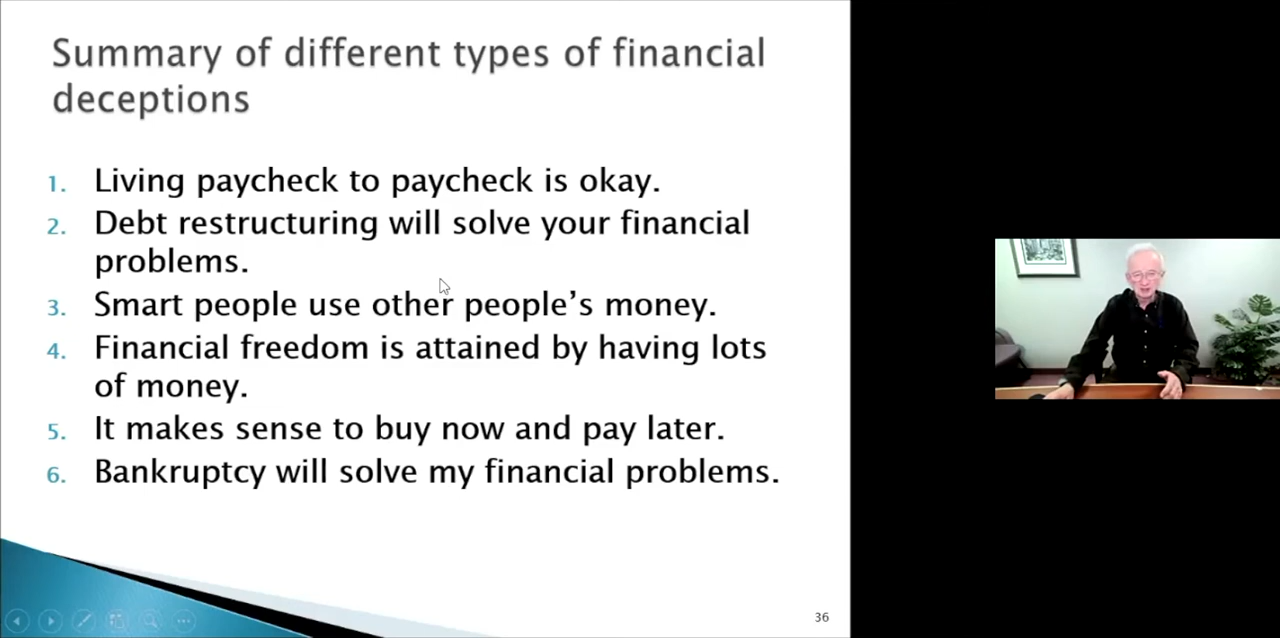 Summary of different types of financial
deceptions
1. Living paycheck to paycheck is okay.
2. Debt restructuring will solve your financial
problems.
3. Smart people use other people’s money.
4. Financial freedom is attained by having lots
of money.
5. It makes sense to buy now and pay later.
6. Bankruptcy will solve my financial problems.
36